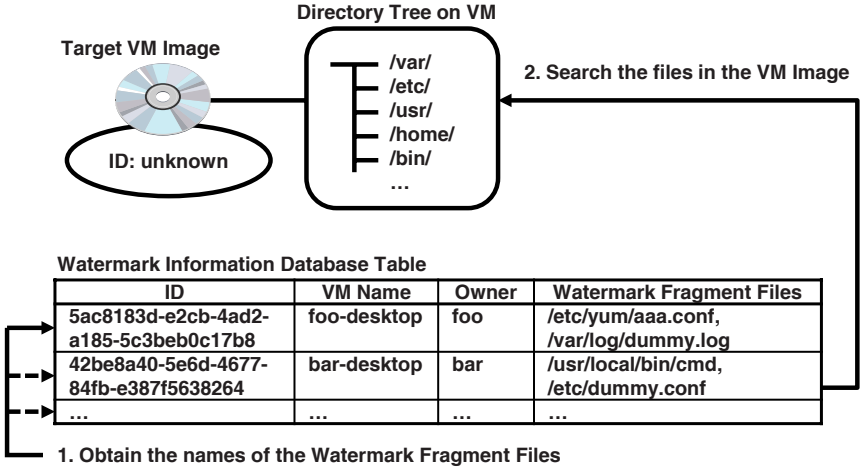 Directory Tree on VM
Target VM Image
/var/
/etc/
/usr/
/home/
/bin/
…
ID: unknown
2. Search the files in the VM Image
Watermark Information Database Table
ID VM Name Owner Watermark Fragment Files
5ac8183d-e2cb-4ad2- foo-desktop foo /etc/yum/aaa.conf,
a185-5c3beb0c17b8 /var/log/dummy.log
42be8a40-5e6d-4677- bar-desktop bar /usr/local/bin/cmd,
84fb-e387f5638264 /etc/dummy.conf
… … … …
1. Obtain the names of the Watermark Fragment Files